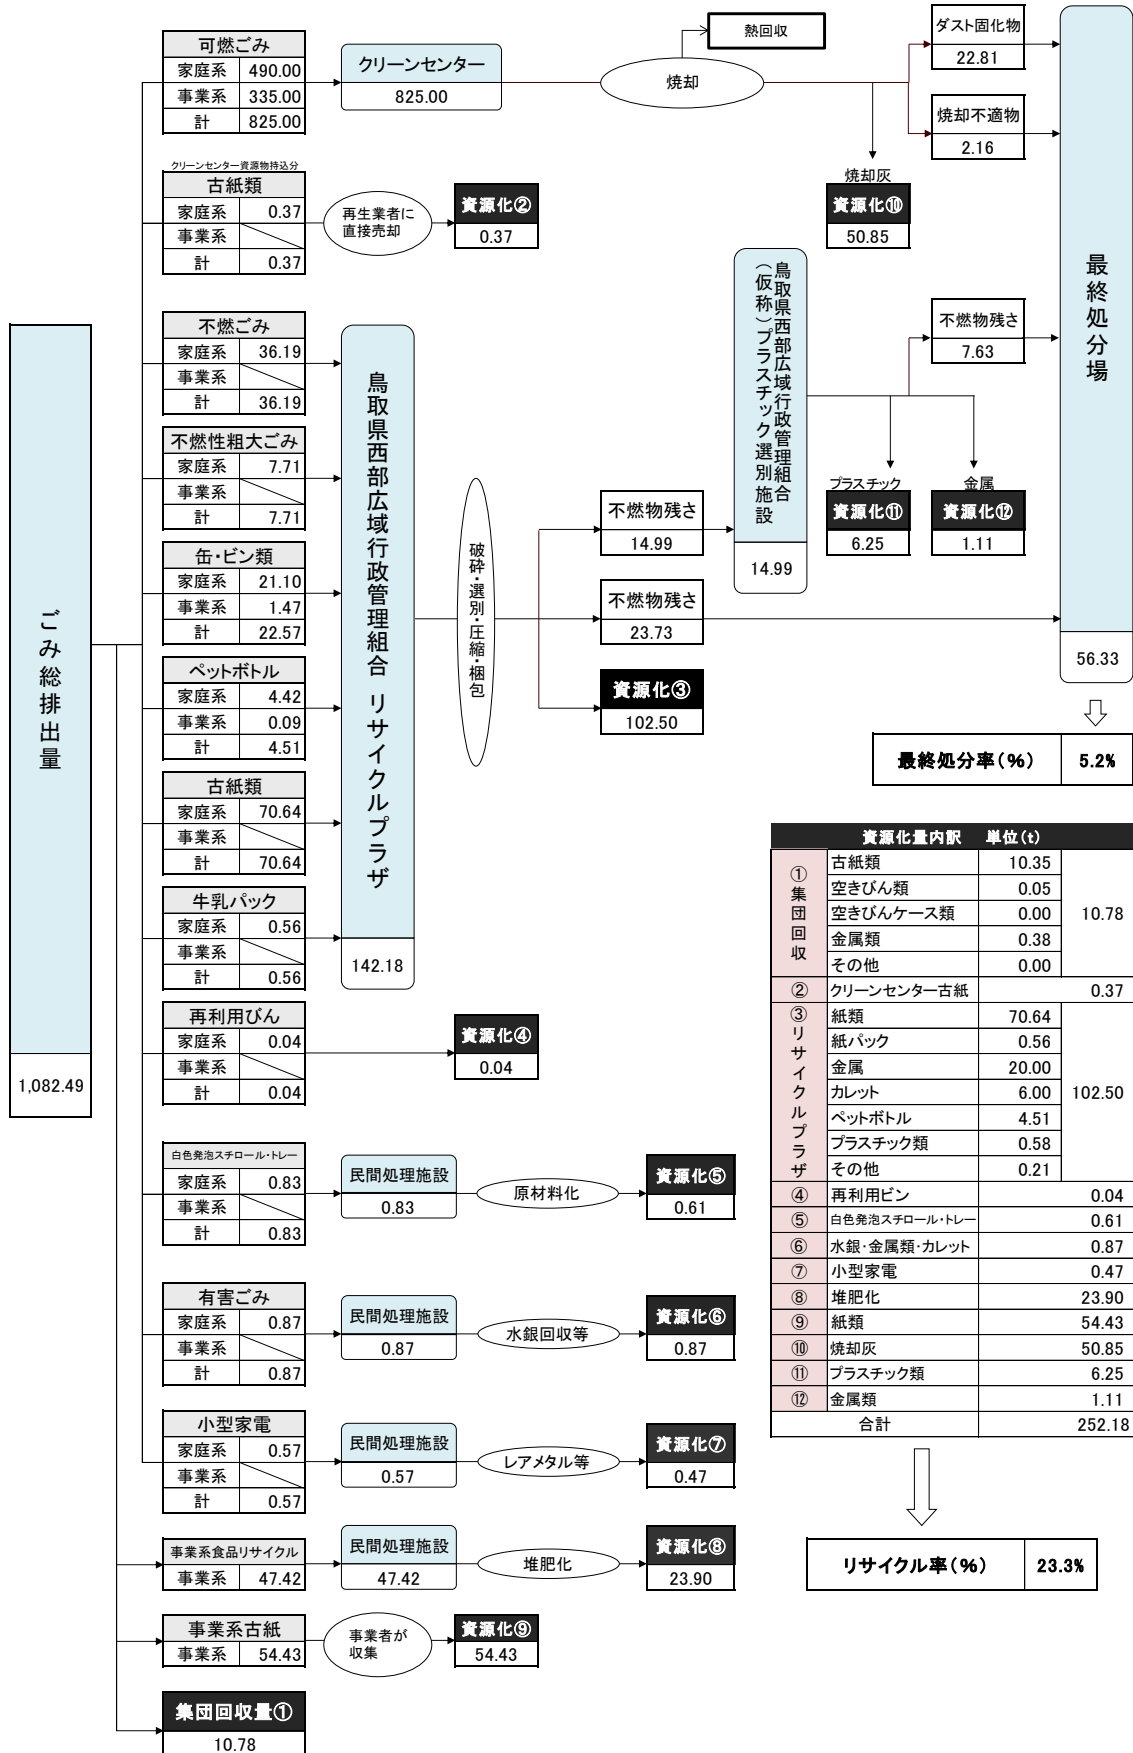 ごみ総排出量
1,082.49
可燃ごみ
家庭系 490.00
事業系 335.00
計 825.00
クリーンセンター
825.00
焼却
熱回収
ダスト固化物
22.81
焼却不適物
2.16
焼却灰
資源化⑩
50.85
最終処分場
56.33
最終処分率(%) 5.2%
クリーンセンター資源物持込分
古紙類
家庭系 0.37
事業系
計 0.37
再生業者に
直接売却
資源化②
0.37
不燃ごみ
家庭系 36.19
事業系
計 36.19
不燃性粗大ごみ
家庭系 7.71
事業系
計 7.71
缶・ビン類
家庭系 21.10
事業系 1.47
計 22.57
ペットボトル
家庭系 4.42
事業系 0.09
計 4.51
古紙類
家庭系 70.64
事業系
計 70.64
牛乳パック
家庭系 0.56
事業系
計 0.56
鳥取県西部広域行政管理組合 リサイクルプラザ
142.18
破砕・選別・圧縮・梱包
不燃物残さ
14.99
不燃物残さ
23.73
資源化③
102.50
鳥取県西部広域行政管理組合
(仮称)プラスチック選別施設
14.99
不燃物残さ
7.63
プラスチック
資源化⑪
6.25
金属
資源化⑫
1.11
再利用びん
家庭系 0.04
事業系
計 0.04
資源化④
0.04
白色発泡スチロール・トレー
家庭系 0.83
事業系
計 0.83
民間処理施設
0.83
原材料化
資源化⑤
0.61
有害ごみ
家庭系 0.87
事業系
計 0.87
民間処理施設
0.87
水銀回収等
資源化⑥
0.87
小型家電
家庭系 0.57
事業系
計 0.57
民間処理施設
0.57
レアメタル等
資源化⑦
0.47
事業系食品リサイクル
事業系 47.42
民間処理施設
47.42
堆肥化
資源化⑧
23.90
事業系古紙
事業系 54.43
事業者が
収集
資源化⑨
54.43
集団回収量①
10.78
資源化量内訳 単位(t)
①集団回収
古紙類 10.35
空きびん類 0.05
空きびんケース類 0.00
金属類 0.38
その他 0.00
10.78
② クリーンセンター古紙 0.37
③リサイクルプラザ
紙類 70.64
紙パック 0.56
金属 20.00
カレット 6.00
ペットボトル 4.51
プラスチック類 0.58
その他 0.21
102.50
④ 再利用ビン 0.04
⑤ 白色発泡スチロール・トレー 0.61
⑥ 水銀・金属類・カレット 0.87
⑦ 小型家電 0.47
⑧ 堆肥化 23.90
⑨ 紙類 54.43
⑩ 焼却灰 50.85
⑪ プラスチック類 6.25
⑫ 金属類 1.11
合計 252.18
リサイクル率(%) 23.3%